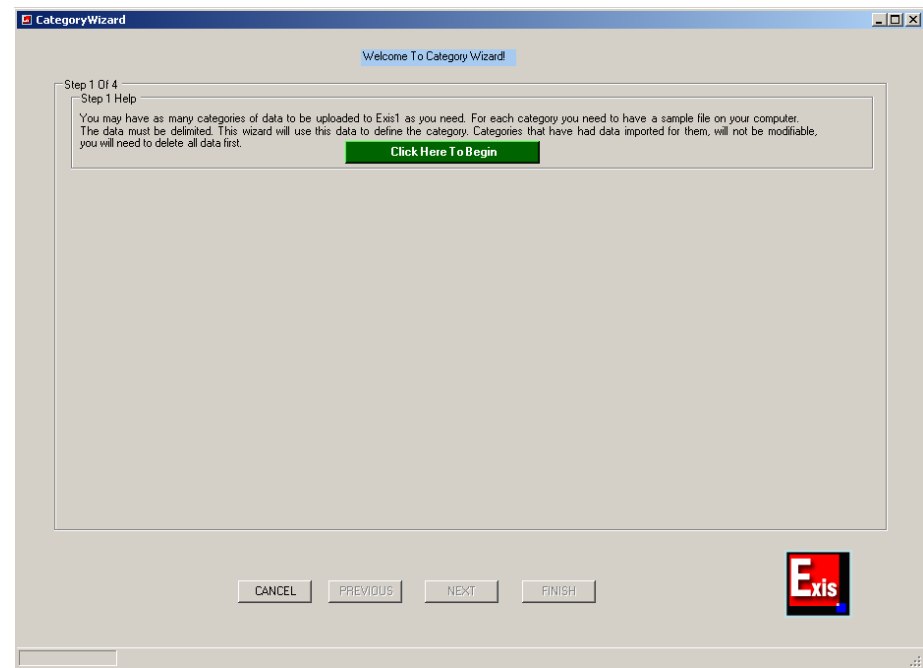 CategoryWizard
Welcome To Category Wizard!
Step 1 Of 4
Step 1 Help
You may have as many categories of data to be uploaded to Exis1 as you need. For each category you need to have a sample file on your computer.
The data must be delimited. This wizard will use this data to define the category. Categories that have had data imported for them, will not be modifiable,
you will need to delete all data first.
Click Here To Begin
CANCEL
PREVIOUS
NEXT
FINISH
Exis